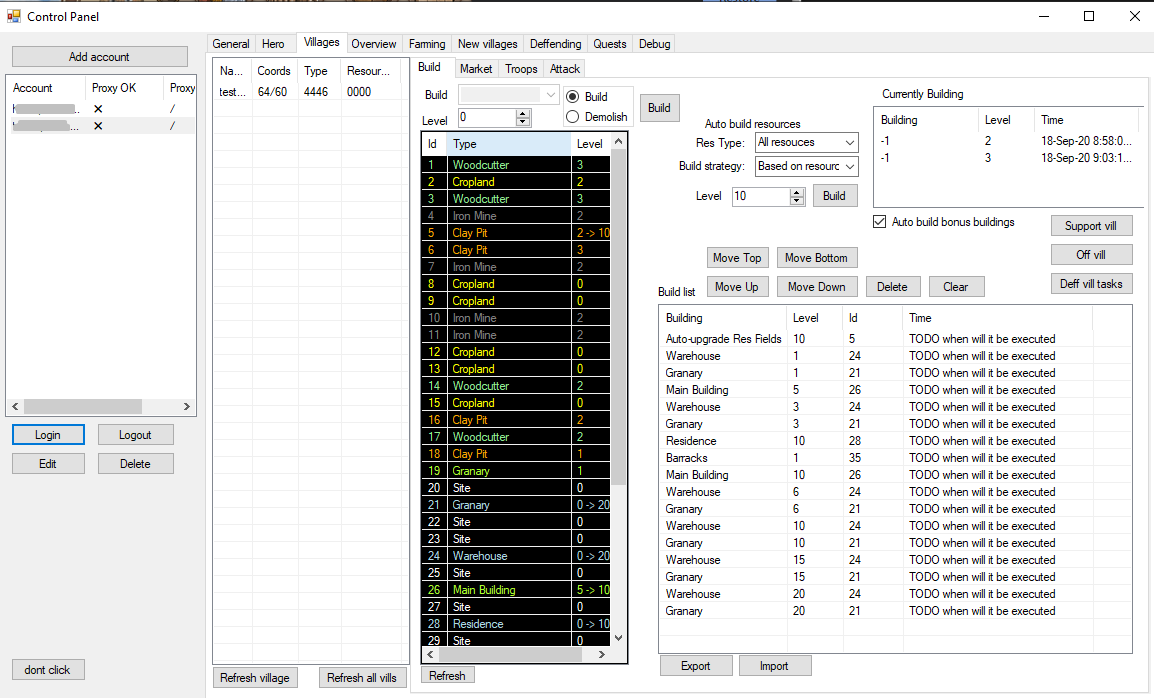 Control Panel
Add account
Account Proxy OK Proxy
/
/
Login Logout
Edit Delete
dont click
General Hero Villages Overview Farming New villages Deffending Quests Debug
Na... Coords Type Resour...
test... 64/60 4446 0000
Refresh village Refresh all vills
Build Market Troops Attack
Build
Level 0
Build
Demolish
Build
Id Type Level
1 Woodcutter 3
2 Cropland 2
3 Woodcutter 3
4 Iron Mine 2
5 Clay Pit 2 -> 10
6 Clay Pit 3
7 Iron Mine 2
8 Cropland 0
9 Cropland 0
10 Iron Mine 2
11 Iron Mine 2
12 Cropland 0
13 Cropland 0
14 Woodcutter 2
15 Cropland 0
16 Clay Pit 2
17 Woodcutter 2
18 Clay Pit 1
19 Granary 1
20 Site 0
21 Granary 0 -> 20
22 Site 0
23 Site 0
24 Warehouse 0 -> 20
25 Site 0
26 Main Building 5 -> 10
27 Site 0
28 Residence 0 -> 10
29 Site 0
Refresh
Auto build resources
Res Type: All resouces
Build strategy: Based on resourc
Level 10 Build
Currently Building
Building Level Time
-1 2 18-Sep-20 8:58:0...
-1 3 18-Sep-20 9:03:1...
Auto build bonus buildings
Support vill
Off vill
Deff vill tasks
Move Top Move Bottom
Build list Move Up Move Down Delete Clear
Building Level Id Time
Auto-upgrade Res Fields 10 5 TODO when will it be executed
Warehouse 1 24 TODO when will it be executed
Granary 1 21 TODO when will it be executed
Main Building 5 26 TODO when will it be executed
Warehouse 3 24 TODO when will it be executed
Granary 3 21 TODO when will it be executed
Residence 10 28 TODO when will it be executed
Barracks 1 35 TODO when will it be executed
Main Building 10 26 TODO when will it be executed
Warehouse 6 24 TODO when will it be executed
Granary 6 21 TODO when will it be executed
Warehouse 10 24 TODO when will it be executed
Granary 10 21 TODO when will it be executed
Warehouse 15 24 TODO when will it be executed
Granary 15 21 TODO when will it be executed
Warehouse 20 24 TODO when will it be executed
Granary 20 21 TODO when will it be executed
Export Import